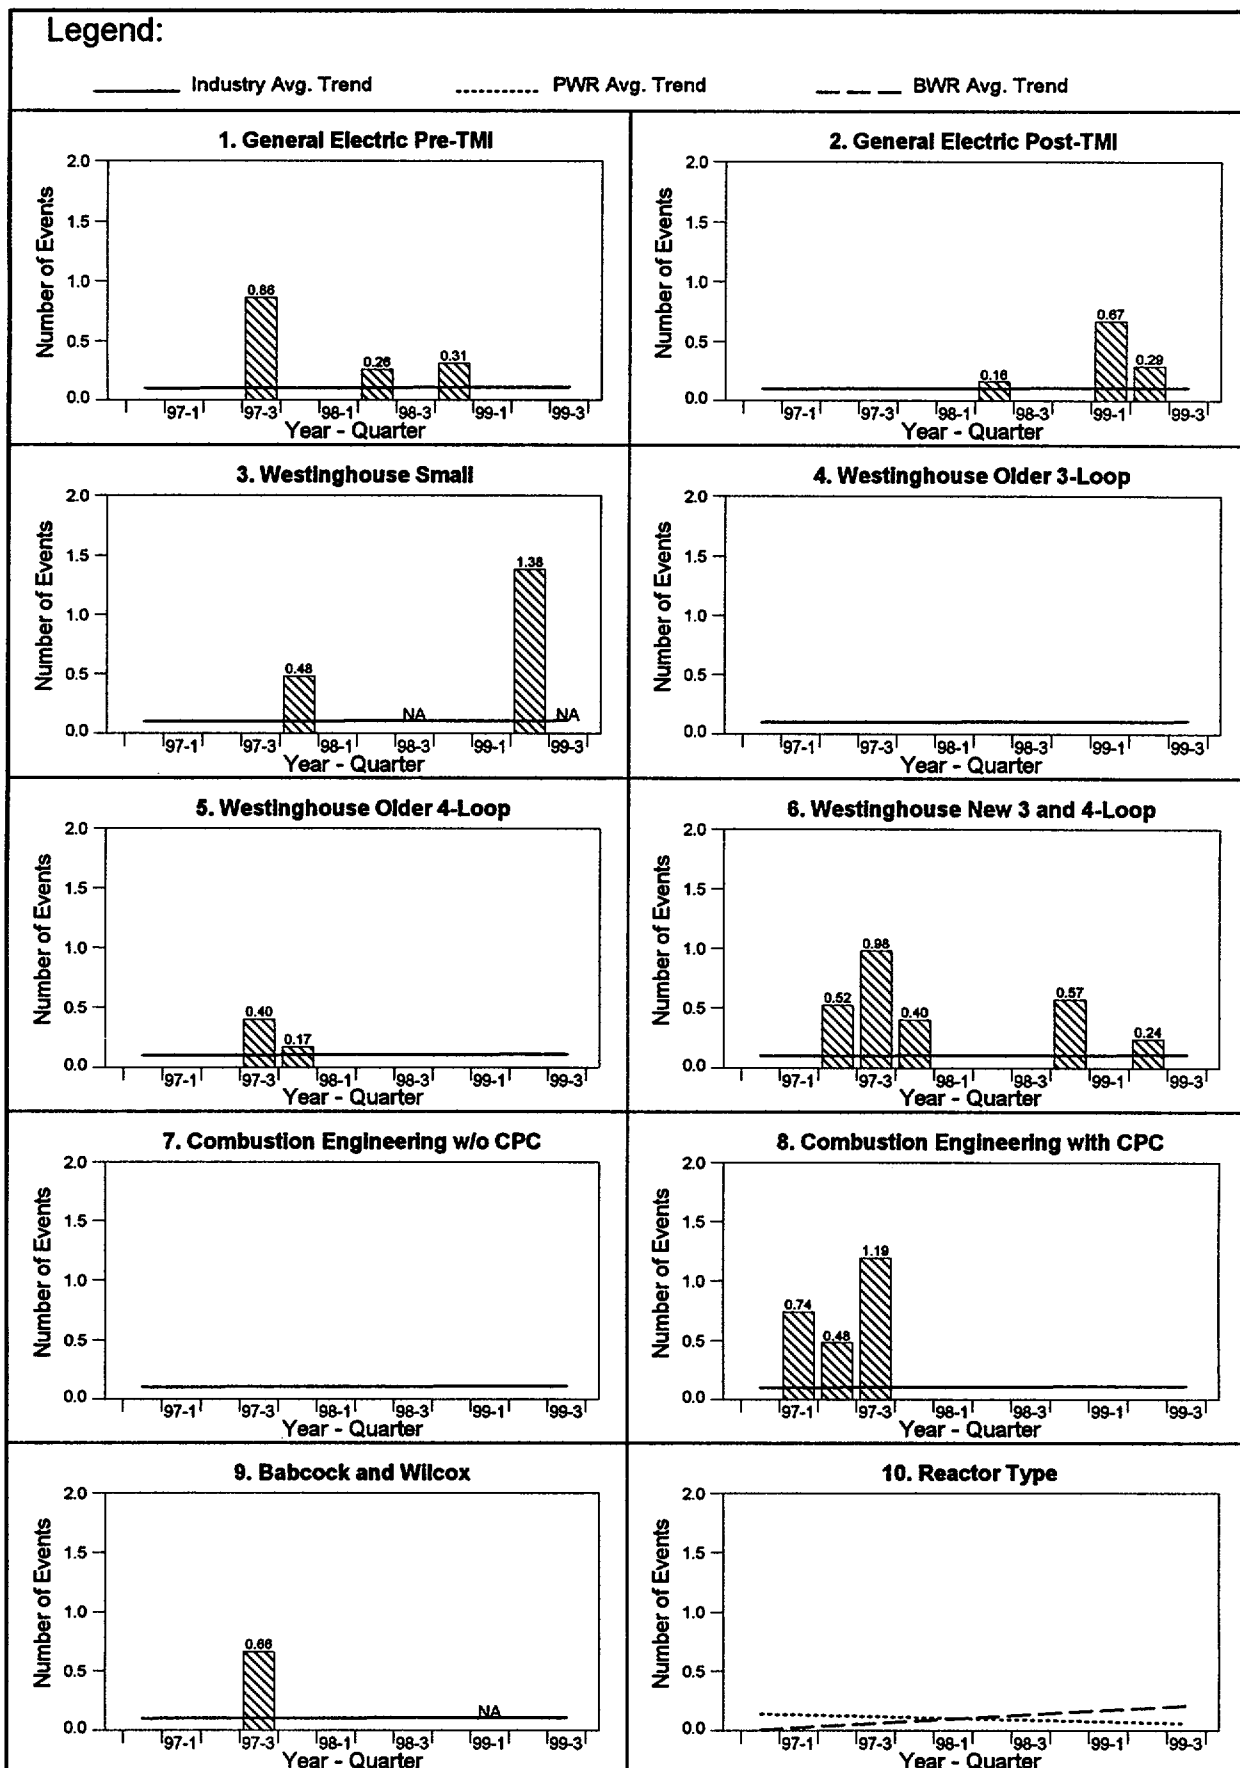 Legend:
Industry Avg. Trend PWR Avg. Trend BWR Avg. Trend
1. General Electric Pre-TMI
Number of Events
2.0
1.5
1.0
0.5
0.0
0.86
0.26
0.31
97-1 97-3 98-1 98-3 99-1 99-3
Year - Quarter
2. General Electric Post-TMI
Number of Events
2.0
1.5
1.0
0.5
0.0
0.16
0.67
0.29
97-1 97-3 98-1 98-3 99-1 99-3
Year - Quarter
3. Westinghouse Small
Number of Events
2.0
1.5
1.0
0.5
0.0
0.48
NA
1.38
NA
97-1 97-3 98-1 98-3 99-1 99-3
Year - Quarter
4. Westinghouse Older 3-Loop
Number of Events
2.0
1.5
1.0
0.5
0.0
97-1 97-3 98-1 98-3 99-1 99-3
Year - Quarter
5. Westinghouse Older 4-Loop
Number of Events
2.0
1.5
1.0
0.5
0.0
0.40
0.17
97-1 97-3 98-1 98-3 99-1 99-3
Year - Quarter
6. Westinghouse New 3 and 4-Loop
Number of Events
2.0
1.5
1.0
0.5
0.0
0.52
0.98
0.40
0.57
0.24
97-1 97-3 98-1 98-3 99-1 99-3
Year - Quarter
7. Combustion Engineering w/o CPC
Number of Events
2.0
1.5
1.0
0.5
0.0
97-1 97-3 98-1 98-3 99-1 99-3
Year - Quarter
8. Combustion Engineering with CPC
Number of Events
2.0
1.5
1.0
0.5
0.0
0.74
0.48
1.19
97-1 97-3 98-1 98-3 99-1 99-3
Year - Quarter
9. Babcock and Wilcox
Number of Events
2.0
1.5
1.0
0.5
0.0
0.66
NA
97-1 97-3 98-1 98-3 99-1 99-3
Year - Quarter
10. Reactor Type
Number of Events
2.0
1.5
1.0
0.5
0.0
97-1 97-3 98-1 98-3 99-1 99-3
Year - Quarter